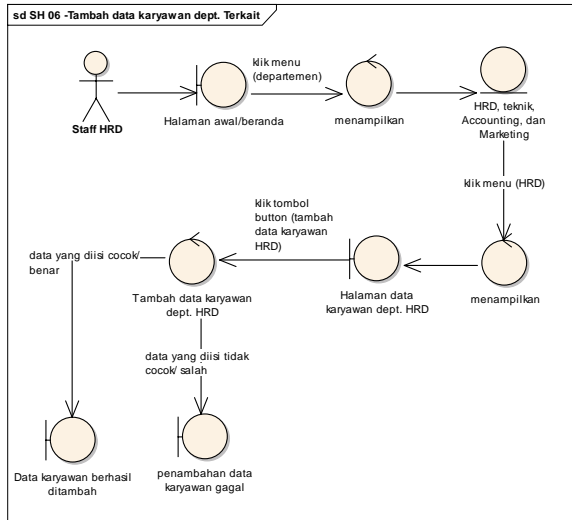 sd SH 06 -Tambah data karyawan dept. Terkait
Staff HRD
Halaman awal/beranda
klik menu
(departemen)
menampilkan
HRD, teknik,
Accounting, dan
Marketing
klik menu (HRD)
menampilkan
Halaman data
karyawan dept. HRD
klik tombol
button (tambah
data karyawan
HRD)
Tambah data karyawan
dept. HRD
data yang diisi cocok/
benar
data yang diisi tidak
cocok/ salah
Data karyawan berhasil
ditambah
penambahan data
karyawan gagal